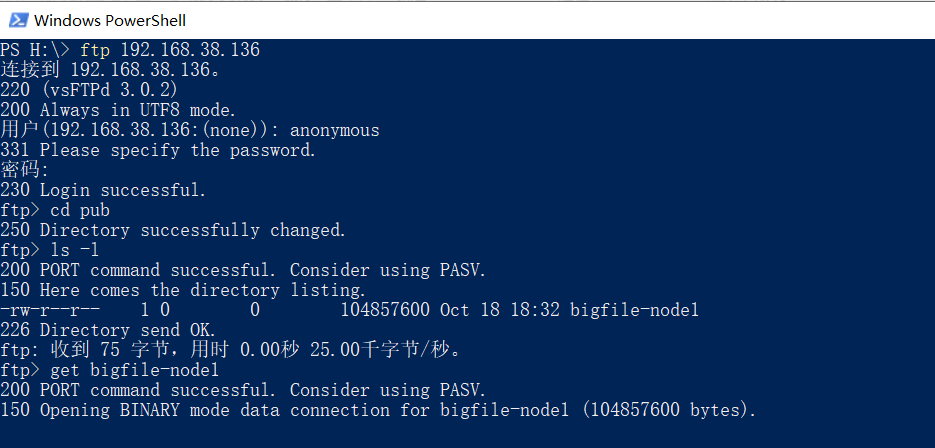 Windows PowerShell
PS H:\> ftp 192.168.38.136
连接到 192.168.38.136。
220 (vsFTPd 3.0.2)
200 Always in UTF8 mode.
用户(192.168.38.136:(none)): anonymous
331 Please specify the password.
密码:
230 Login successful.
ftp> cd pub
250 Directory successfully changed.
ftp> ls -l
200 PORT command successful. Consider using PASV.
150 Here comes the directory listing.
-rw-r--r--    1 0        0        104857600 Oct 18 18:32 bigfile-node1
226 Directory send OK.
ftp: 收到 75 字节，用时 0.00秒 25.00千字节/秒。
ftp> get bigfile-node1
200 PORT command successful. Consider using PASV.
150 Opening BINARY mode data connection for bigfile-node1 (104857600 bytes).